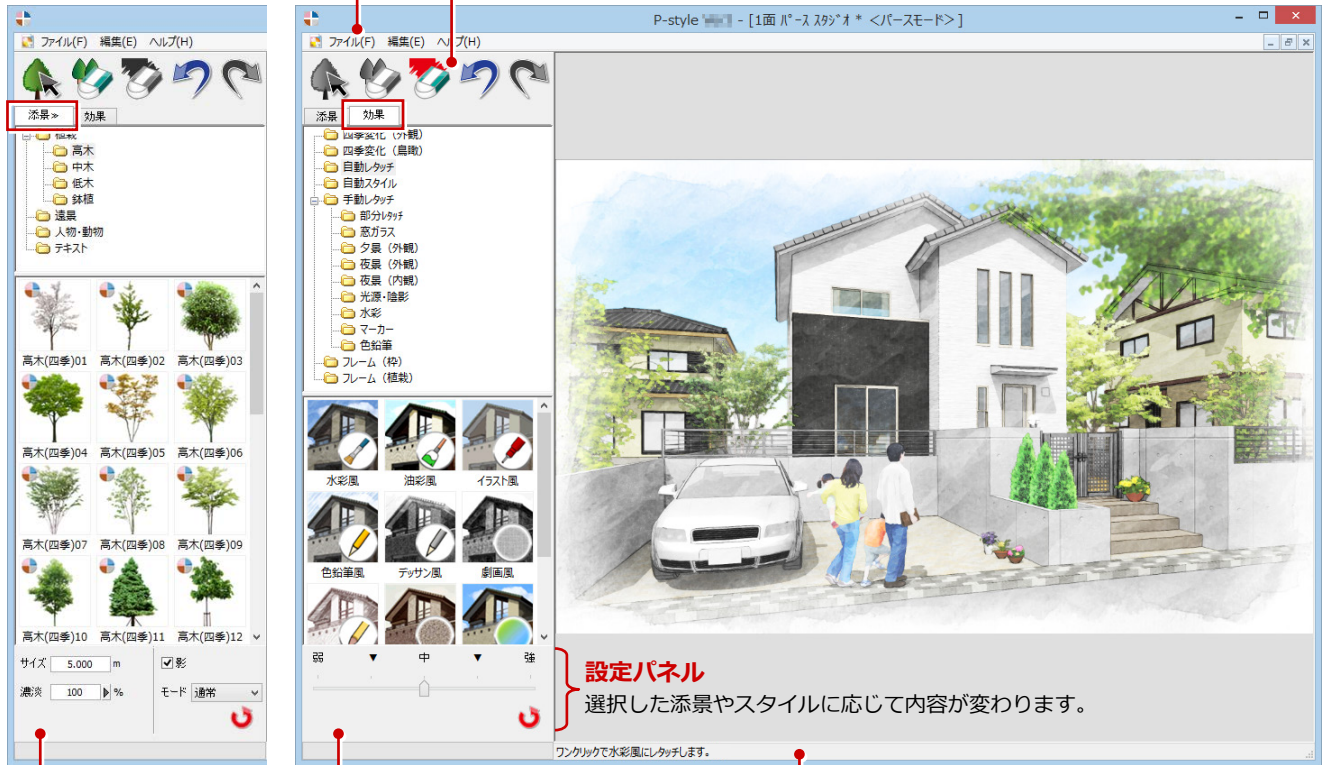 ファイル(F) 編集(E) ヘルプ(H)
添景≫ 効果
植栽
高木
中木
低木
鉢植
遠景
人物・動物
テキスト
高木(四季)01 高木(四季)02 高木(四季)03
高木(四季)04 高木(四季)05 高木(四季)06
高木(四季)07 高木(四季)08 高木(四季)09
高木(四季)10 高木(四季)11 高木(四季)12
サイズ 5.000 m 影
濃淡 100 % モード 通常
P-style - [1面 パース スタジオ * <パースモード>]
ファイル(F) 編集(E) ヘルプ(H)
添景 効果
四季変化（外観）
四季変化（鳥瞰）
自動レタッチ
自動スタイル
手動レタッチ
部分レタッチ
窓ガラス
夕景（外観）
夜景（外観）
夜景（内観）
光源・陰影
水彩
マーカー
色鉛筆
フレーム（枠）
フレーム（植栽）
水彩風 油彩風 イラスト風
色鉛筆風 デッサン風 劇画風
弱 ▼ 中 ▼ 強
設定パネル
選択した添景やスタイルに応じて内容が変わります。
ワンクリックで水彩風にレタッチします。